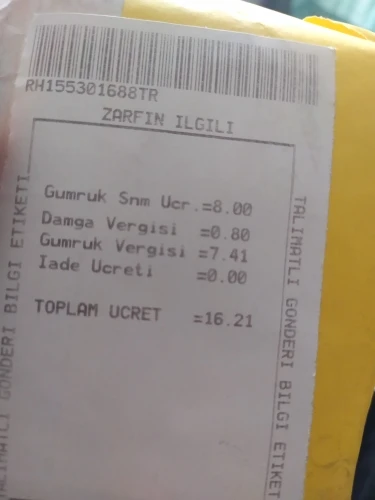 RH155301688TR
ZARFIN ILGILI
Gumruk Snm Ucr.=8.00
Damga Vergisi =0.80
Gumruk Vergisi =7.41
Iade Ucreti =0.00
TOPLAM UCRET =16.21
TALIMATLI GONDERI BILGI ETIKETI
TALIMATLI GONDERI BILGI ETIKET